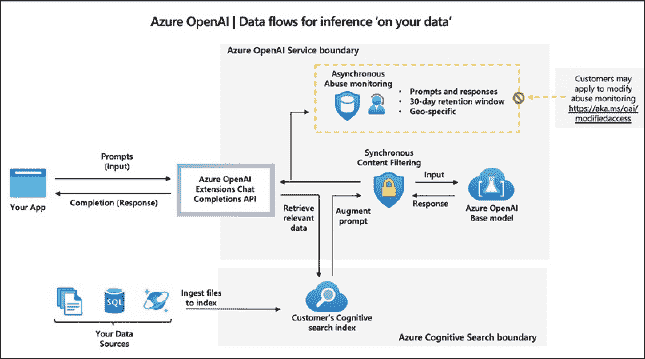 Azure OpenAI | Data flows for inference 'on your data'
Azure OpenAI Service boundary
Asynchronous
Abuse monitoring
• Prompts and responses
• 30-day retention window
• Geo-specific
Customers may
apply to modify
abuse monitoring
https://aka.ms/oai/
modifiedaccess
Prompts
(Input)
Your App
Completion (Response)
Azure OpenAI
Extensions Chat
Completions API
Synchronous
Content Filtering
Input
Response
Azure OpenAI
Base model
Retrieve
relevant
data
Augment
prompt
SQL
Ingest files
to index
Your Data
Sources
Customer's Cognitive
search index
Azure Cognitive Search boundary